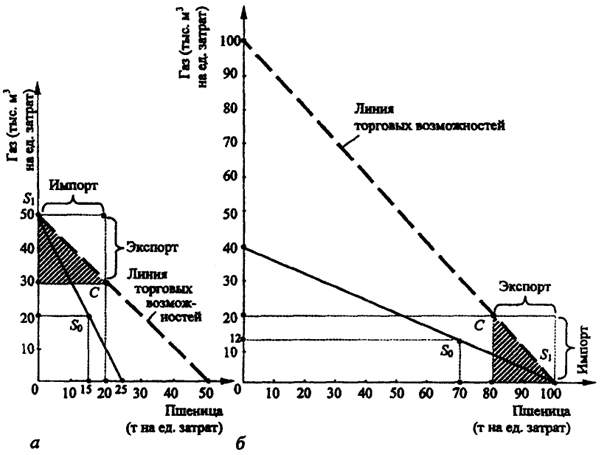 Газ (тыс. м³
на ед. затрат)
S₁
50
40
30
20
10
0
15
20
25
30
40
50
Импорт
Экспорт
Линия
торговых
возмож-
ностей
C
S₀
Пшеница
(т на ед. затрат)
а
Газ (тыс. м³
на ед. затрат)
100
90
80
70
60
50
40
30
20
12
10
0
10
20
30
40
50
60
70
80
90
100
Линия
торговых возможностей
Экспорт
Импорт
C
S₀
S₁
Пшеница
(т на ед. затрат)
б